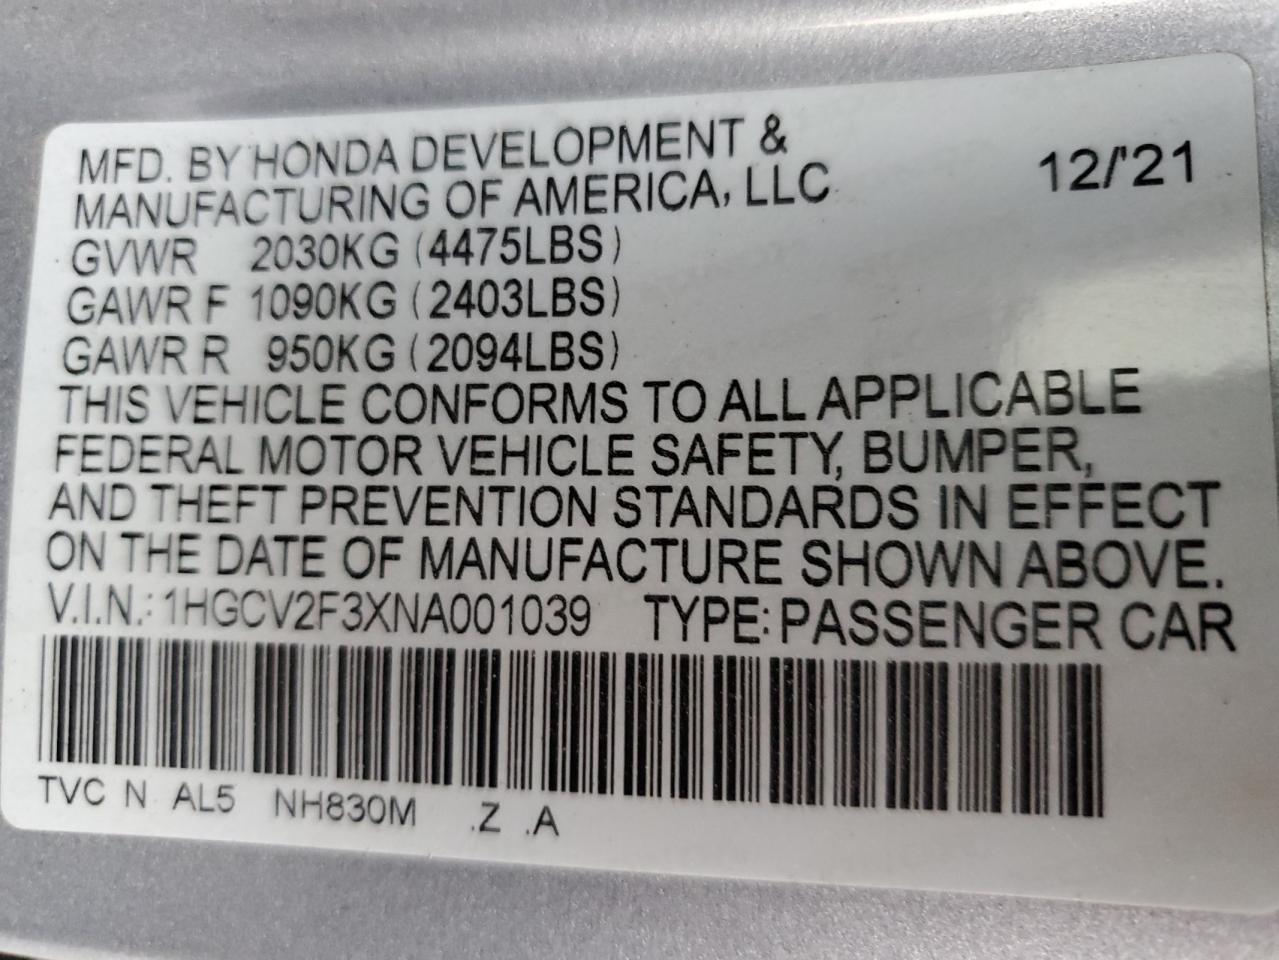 MFD. BY HONDA DEVELOPMENT &
MANUFACTURING OF AMERICA, LLC
12/'21
GVWR 2030KG (4475LBS)
GAWR F 1090KG (2403LBS)
GAWR R 950KG (2094LBS)
THIS VEHICLE CONFORMS TO ALL APPLICABLE
FEDERAL MOTOR VEHICLE SAFETY, BUMPER,
AND THEFT PREVENTION STANDARDS IN EFFECT
ON THE DATE OF MANUFACTURE SHOWN ABOVE.
V.I.N.: 1HGCV2F3XNA001039 TYPE: PASSENGER CAR
TVC N AL5 NH830M .Z .A